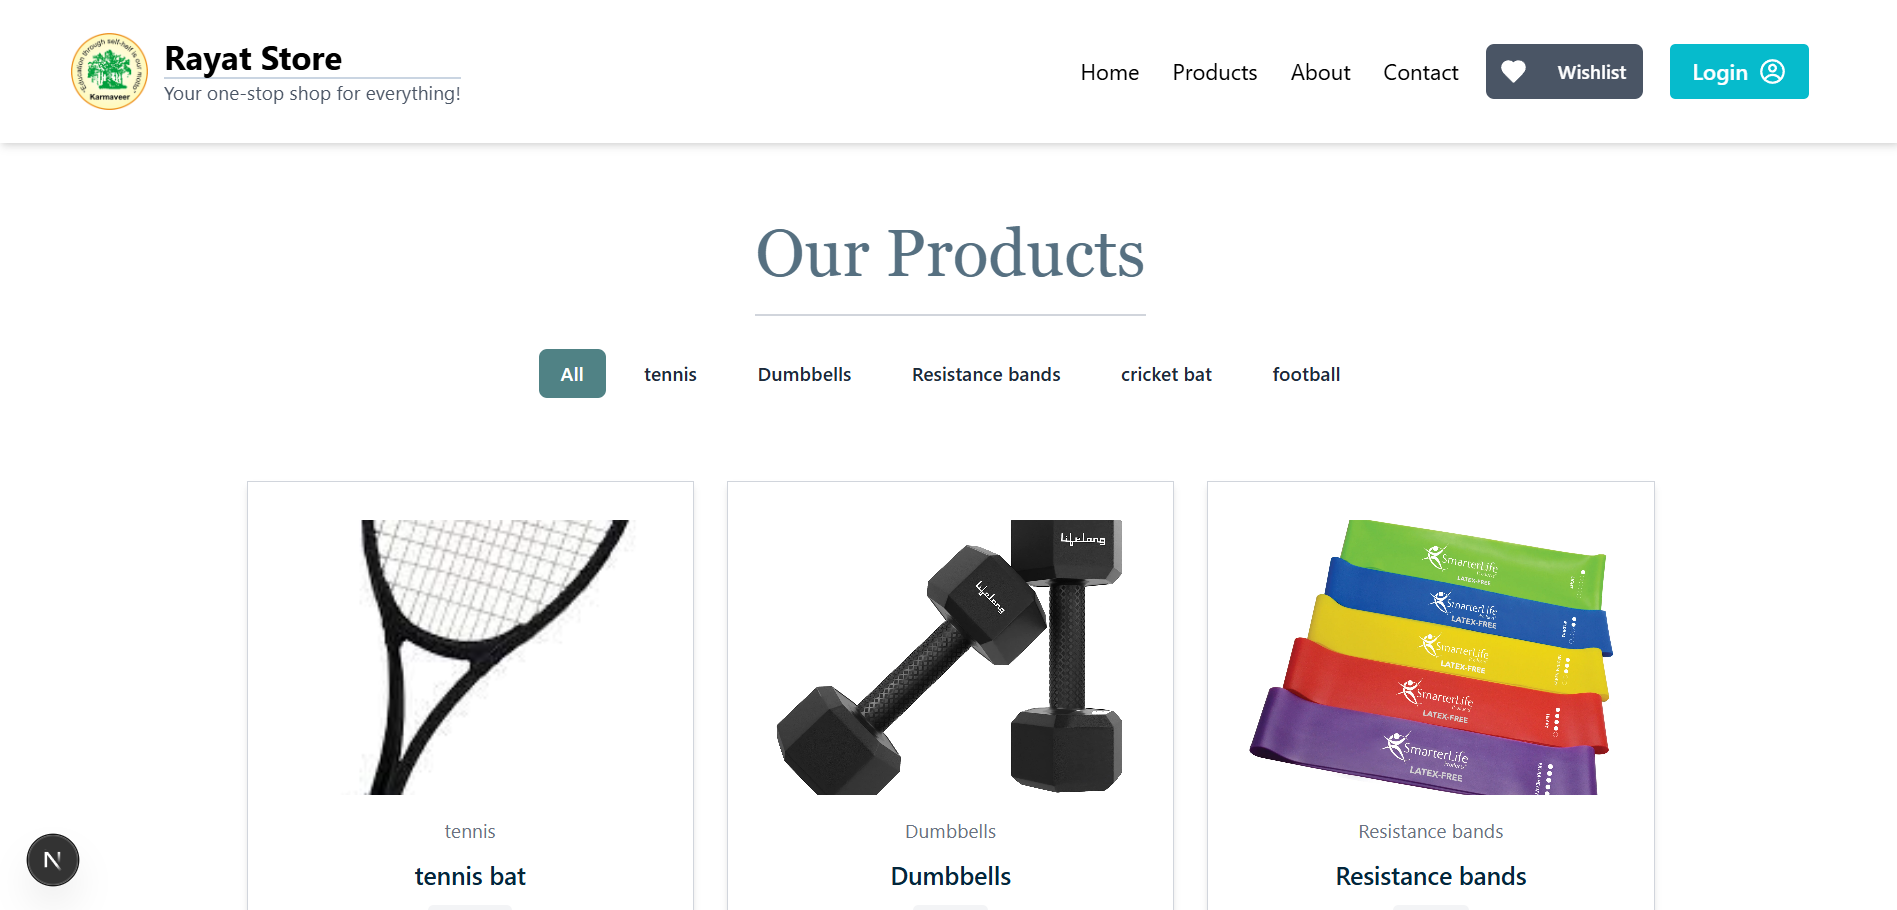 Education through self-help is our motto
Karmaveer
Rayat Store
Your one-stop shop for everything!
Home
Products
About
Contact
Wishlist
Login
Our Products
All
tennis
Dumbbells
Resistance bands
cricket bat
football
lifelong
lifelong
SmarterLife
LATEX-FREE
SmarterLife
LATEX-FREE
SmarterLife
LATEX-FREE
SmarterLife
LATEX-FREE
SmarterLife
LATEX-FREE
tennis
tennis bat
Dumbbells
Dumbbells
Resistance bands
Resistance bands
N